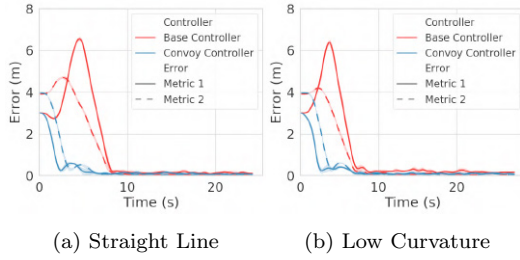 8
6
4
2
0
Error (m)
0
10
20
Time (s)
Controller
Base Controller
Convoy Controller
Error
Metric 1
Metric 2
(a) Straight Line
8
6
4
2
0
Error (m)
0
10
20
Time (s)
Controller
Base Controller
Convoy Controller
Error
Metric 1
Metric 2
(b) Low Curvature